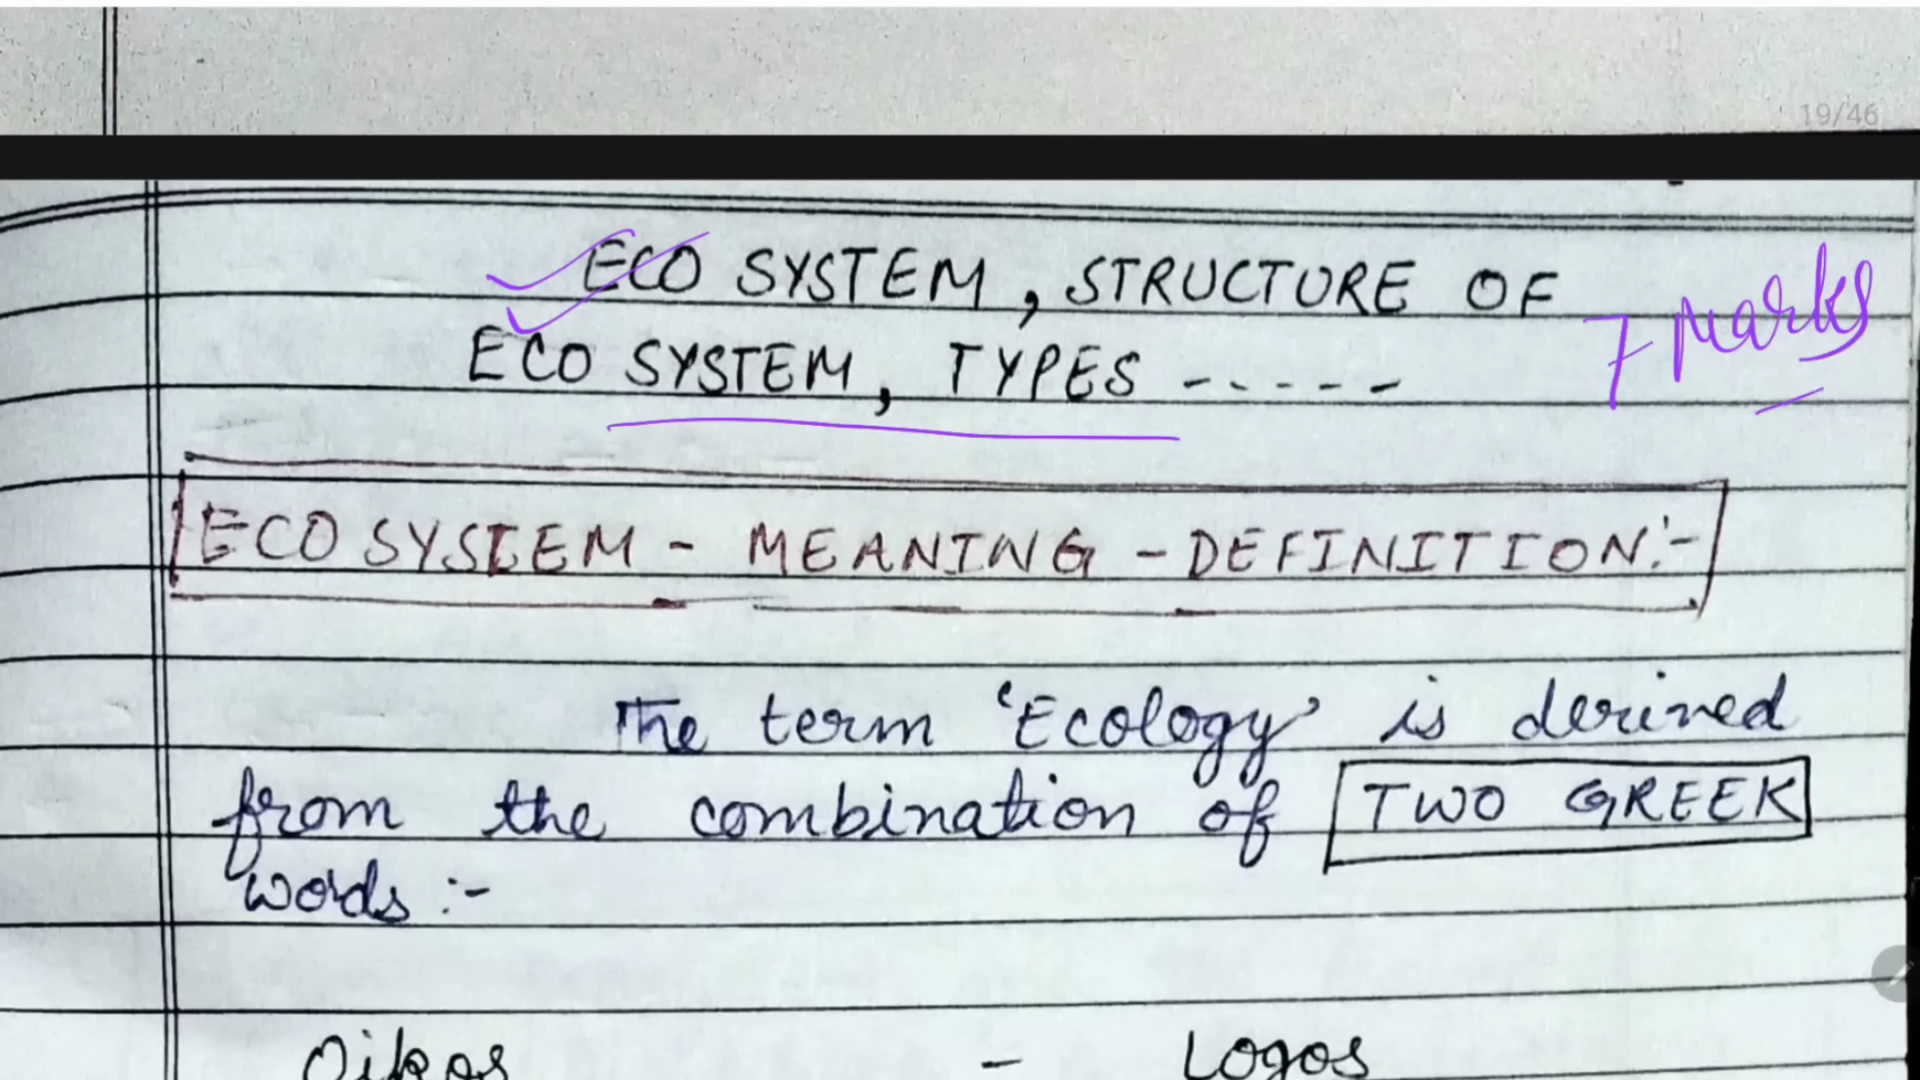 19/46
ECO SYSTEM, STRUCTURE OF
ECO SYSTEM, TYPES -----
7 Marks
ECO SYSTEM - MEANING - DEFINITION:-
The term 'Ecology' is derived
from the combination of TWO GREEK
words :-
Oikos - Logos